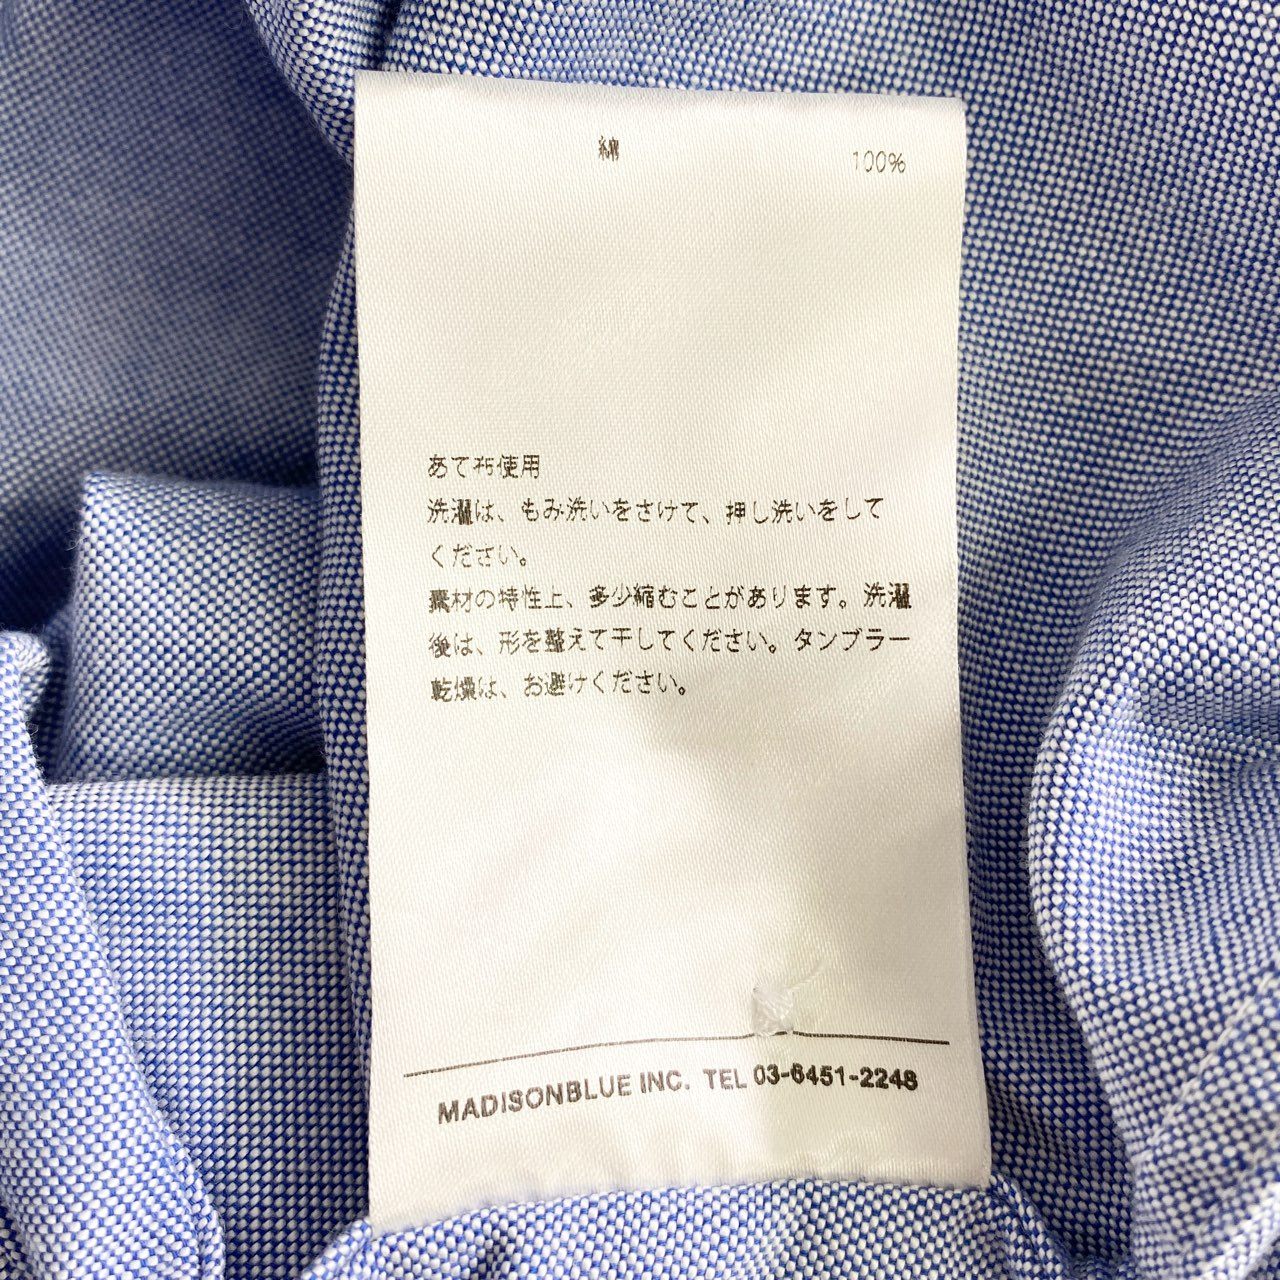 綿 100%
あて布使用
洗濯は、もみ洗いをさけて、押し洗いをして
ください。
素材の特性上、多少縮むことがあります。洗濯
後は、形を整えて干してください。タンブラー
乾燥は、お避けください。
MADISONBLUE INC. TEL 03-6451-2248